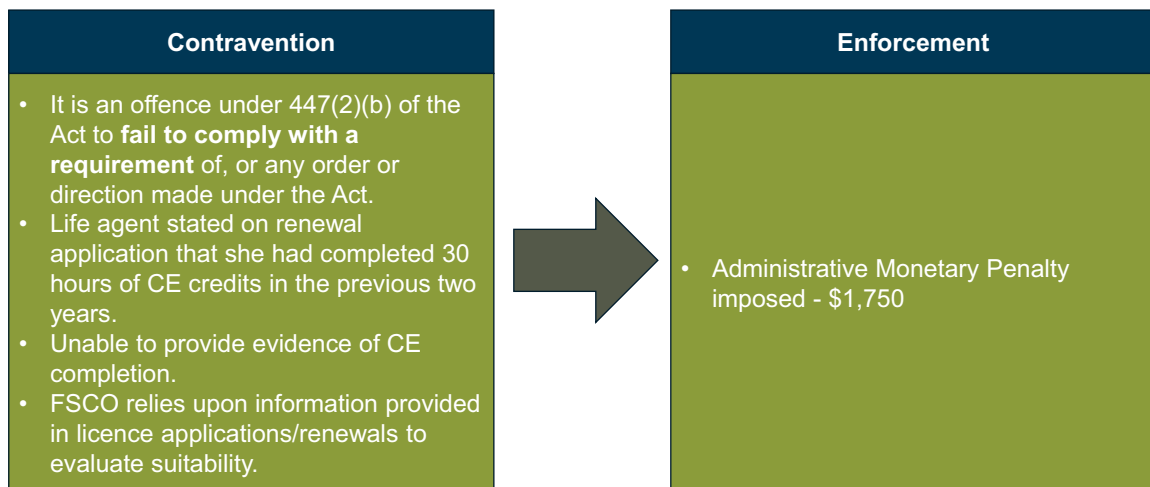 Contravention
• It is an offence under 447(2)(b) of the
Act to fail to comply with a
requirement of, or any order or
direction made under the Act.
• Life agent stated on renewal
application that she had completed 30
hours of CE credits in the previous two
years.
• Unable to provide evidence of CE
completion.
• FSCO relies upon information provided
in licence applications/renewals to
evaluate suitability.
Enforcement
• Administrative Monetary Penalty
imposed - $1,750